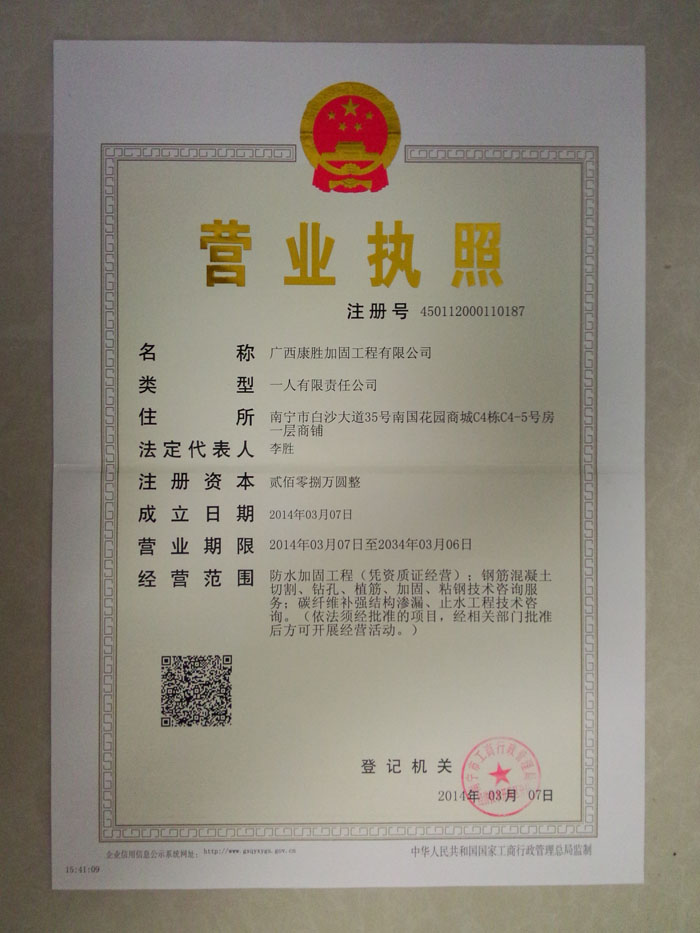 营业执照
注册号 450112000110187
名称 广西康胜加固工程有限公司
类型 一人有限责任公司
住所 南宁市白沙大道35号南国花园商城C4栋C4-5号房
一层商铺
法定代表人 李胜
注册资本 贰佰零捌万圆整
成立日期 2014年03月07日
营业期限 2014年03月07日至2034年03月06日
经营范围 防水加固工程（凭资质证经营）；钢筋混凝土
切割、钻孔、植筋、加固、粘钢技术咨询服
务；碳纤维补强结构渗漏、止水工程技术咨
询。（依法须经批准的项目，经相关部门批准
后方可开展经营活动。）
登记机关
南宁市工商行政管理局
2014年 03月 07日
企业信用信息公示系统网址：
中华人民共和国国家工商行政管理总局监制
15:41:09